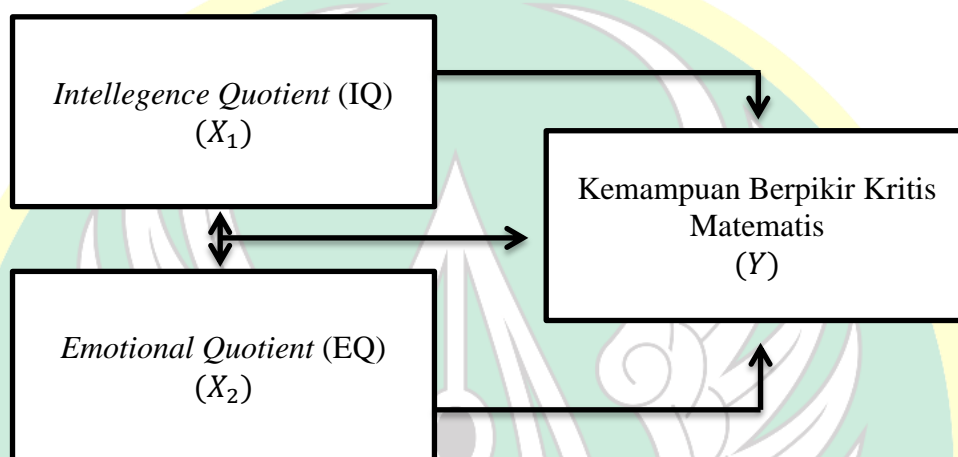 Intellegence Quotient (IQ)
(X₁)
Kemampuan Berpikir Kritis
Matematis
(Y)
Emotional Quotient (EQ)
(X₂)